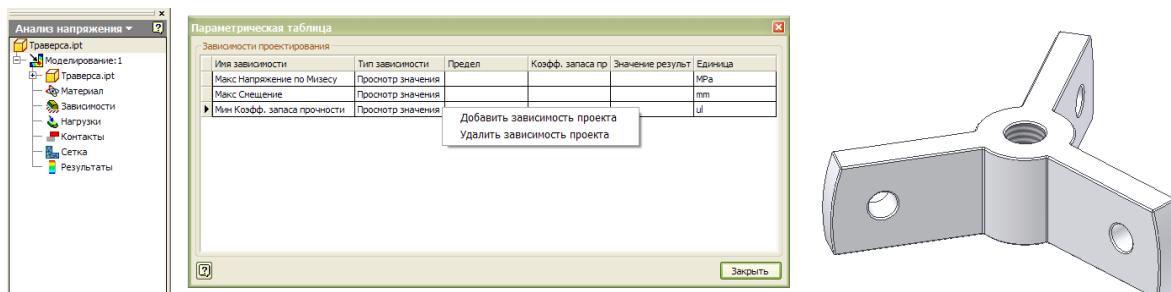 Анализ напряжения
Траверса.ipt
Моделирование:1
Траверса.ipt
Материал
Зависимости
Нагрузки
Контакты
Сетка
Результаты
Параметрическая таблица
Зависимости проектирования
Имя зависимости Тип зависимости Предел Коэфф. запаса пр Значение результ Единица
Макс Напряжение по Мизесу Просмотр значения MPa
Макс Смещение Просмотр значения mm
Мин Коэфф. запаса прочности Просмотр значения ul
Добавить зависимость проекта
Удалить зависимость проекта
Закрыть